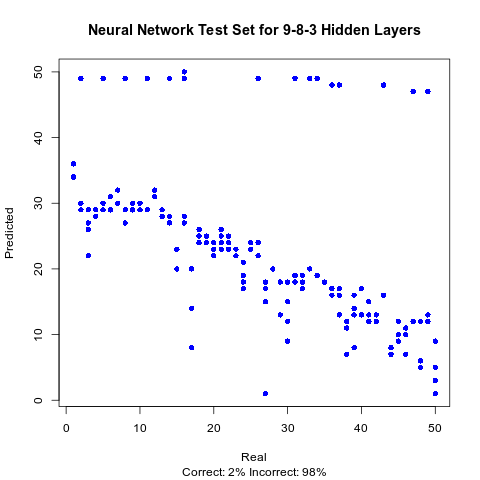 Neural Network Test Set for 9-8-3 Hidden Layers
Predicted
50
40
30
20
10
0
0 10 20 30 40 50
Real
Correct: 2% Incorrect: 98%